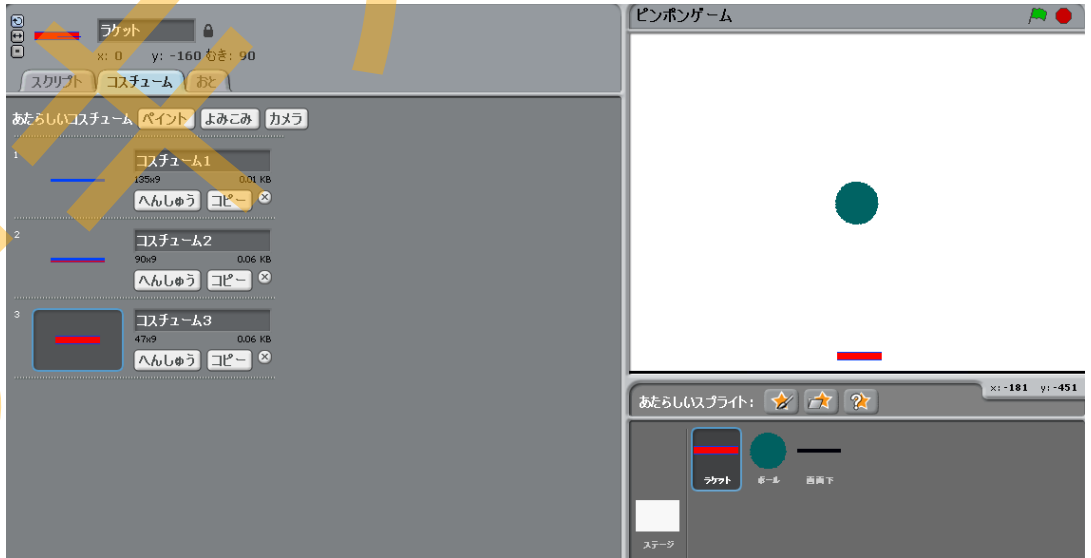 ラケット
x: 0 y: -160 むき: 90
スクリプト コスチューム おと
あたらしいコスチューム ペイント よみこみ カメラ
1
コスチューム1
135x9 0.01 KB
へんしゅう コピー
2
コスチューム2
90x9 0.06 KB
へんしゅう コピー
3
コスチューム3
47x9 0.06 KB
へんしゅう コピー
ピンポンゲーム
x: -181 y: -451
あたらしいスプライト:
ラケット ボール 画面下
ステージ